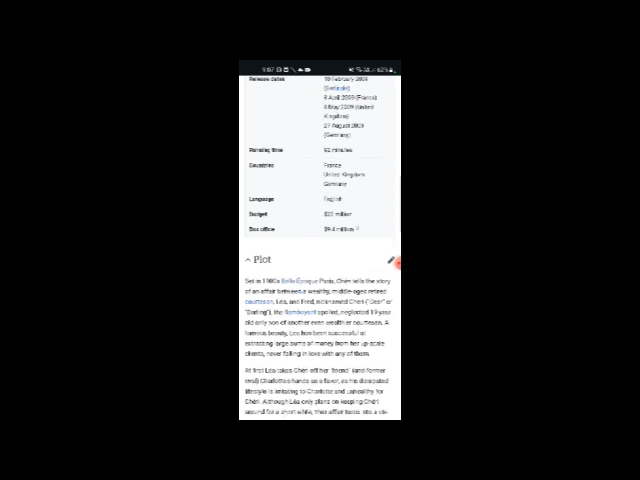 9:07 62%
Release dates 10 February 2009
(Berlinale)
8 April 2009 (France)
8 May 2009 (United
Kingdom)
27 August 2009
(Germany)
Running time 92 minutes
Countries France
United Kingdom
Germany
Language English
Budget
Box office
Plot
Belle Époque Paris, Chéri tells the story
of an affair between a wealthy, middle-aged retired
courtesan, Léa, and Fred, nicknamed Chéri ("Dear" or
"Darling"), the flamboyant spoiled, neglected 19 year
old only son of another even wealthier courtesan. A
famous beauty, Léa has been successful at
extracting large sums of money from her up-scale
clients, never falling in love with any of them.
At first Léa takes Chéri off her "friend" (and former
rival) Charlotte's hands as a favor, as his dissipated
lifestyle is irritating to Charlotte and unhealthy for
Chéri. Although Léa only plans on keeping Chéri
around for a short while, their affair turns into a six-